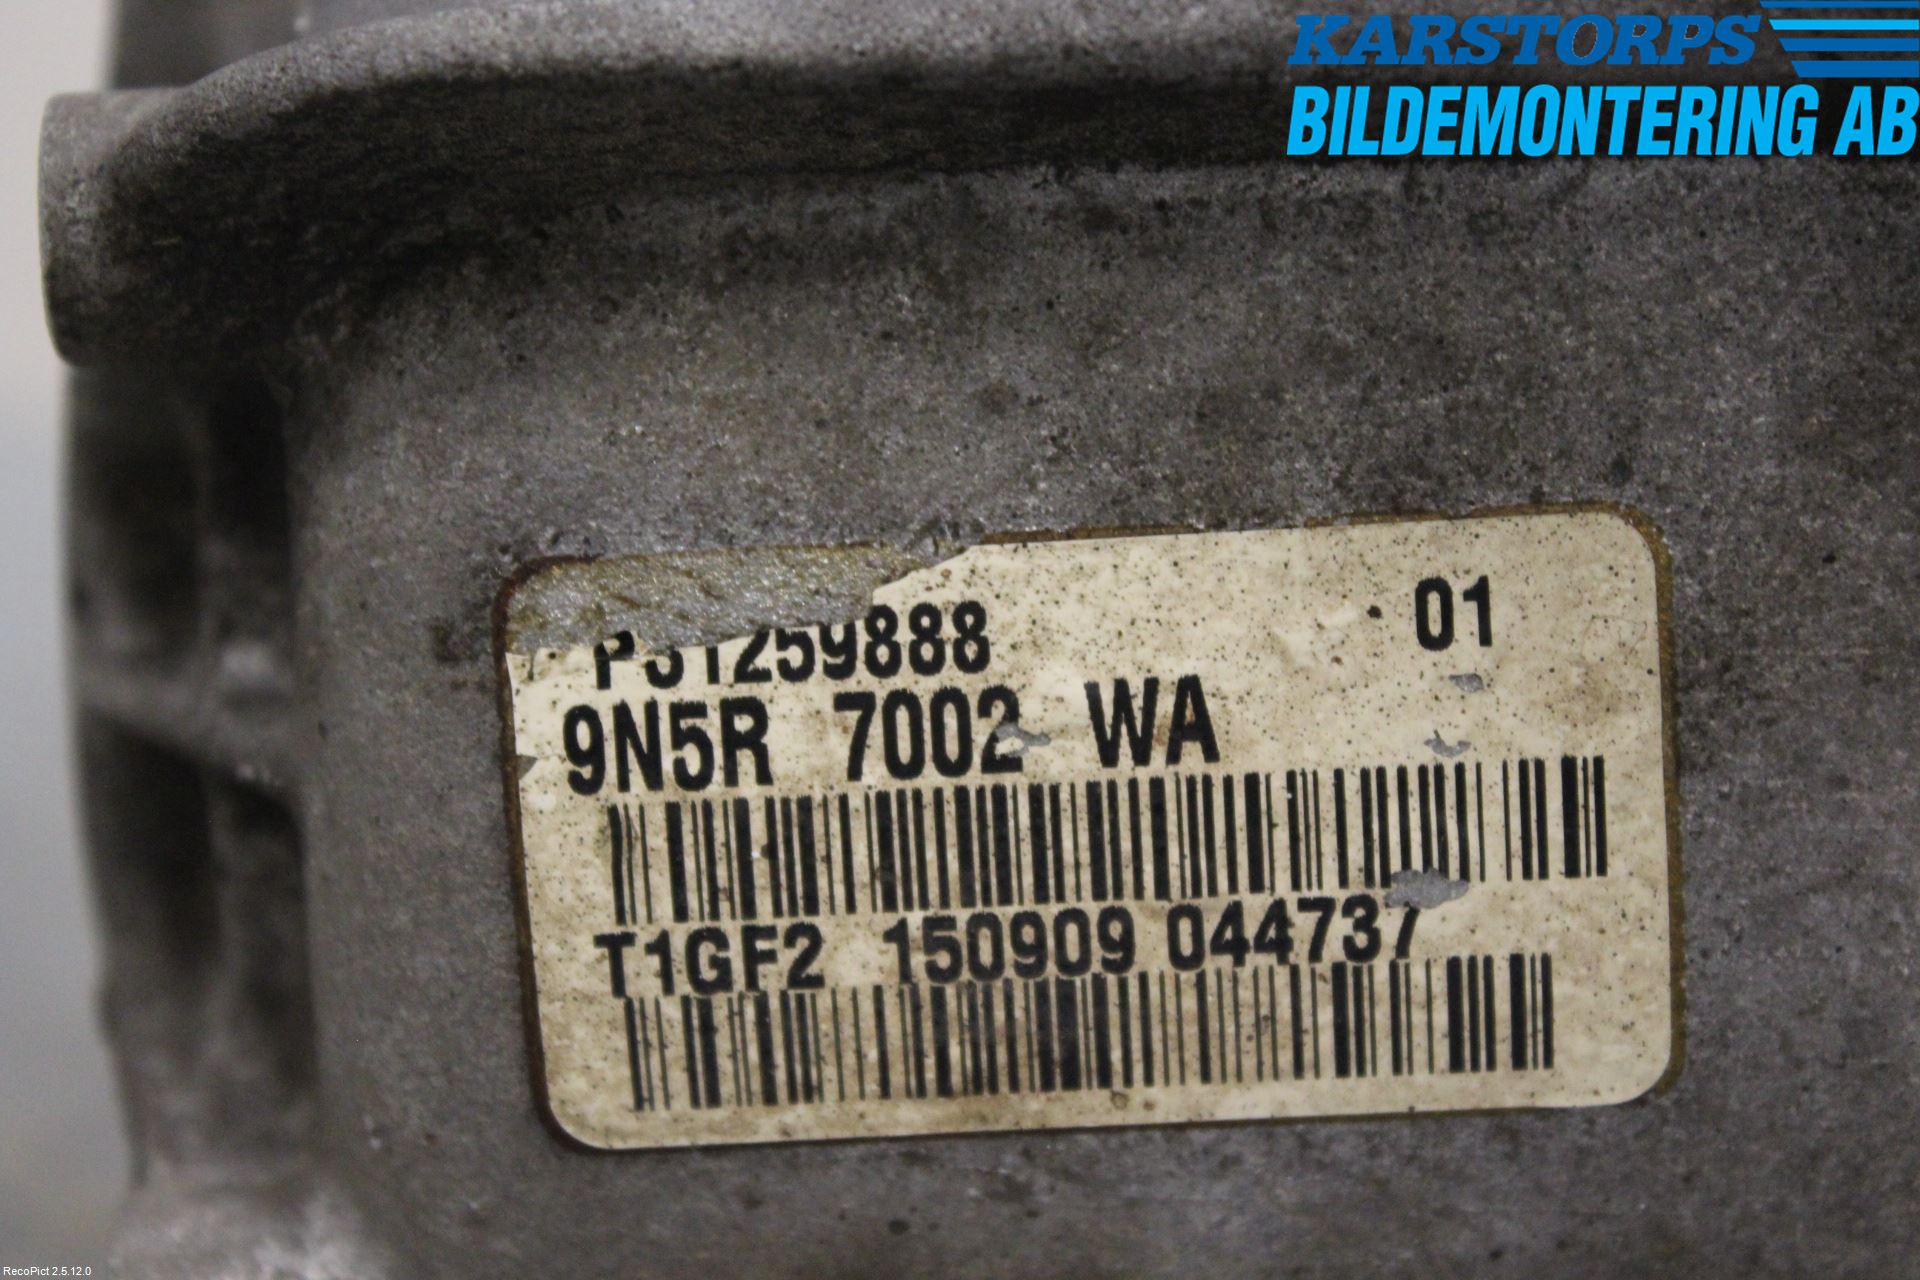 KARSTORPS
BILDEMONTERING AB
P31259888 01
9N5R 7002 WA
T1GF2 150909 044737
RecoPict 2.5.12.0